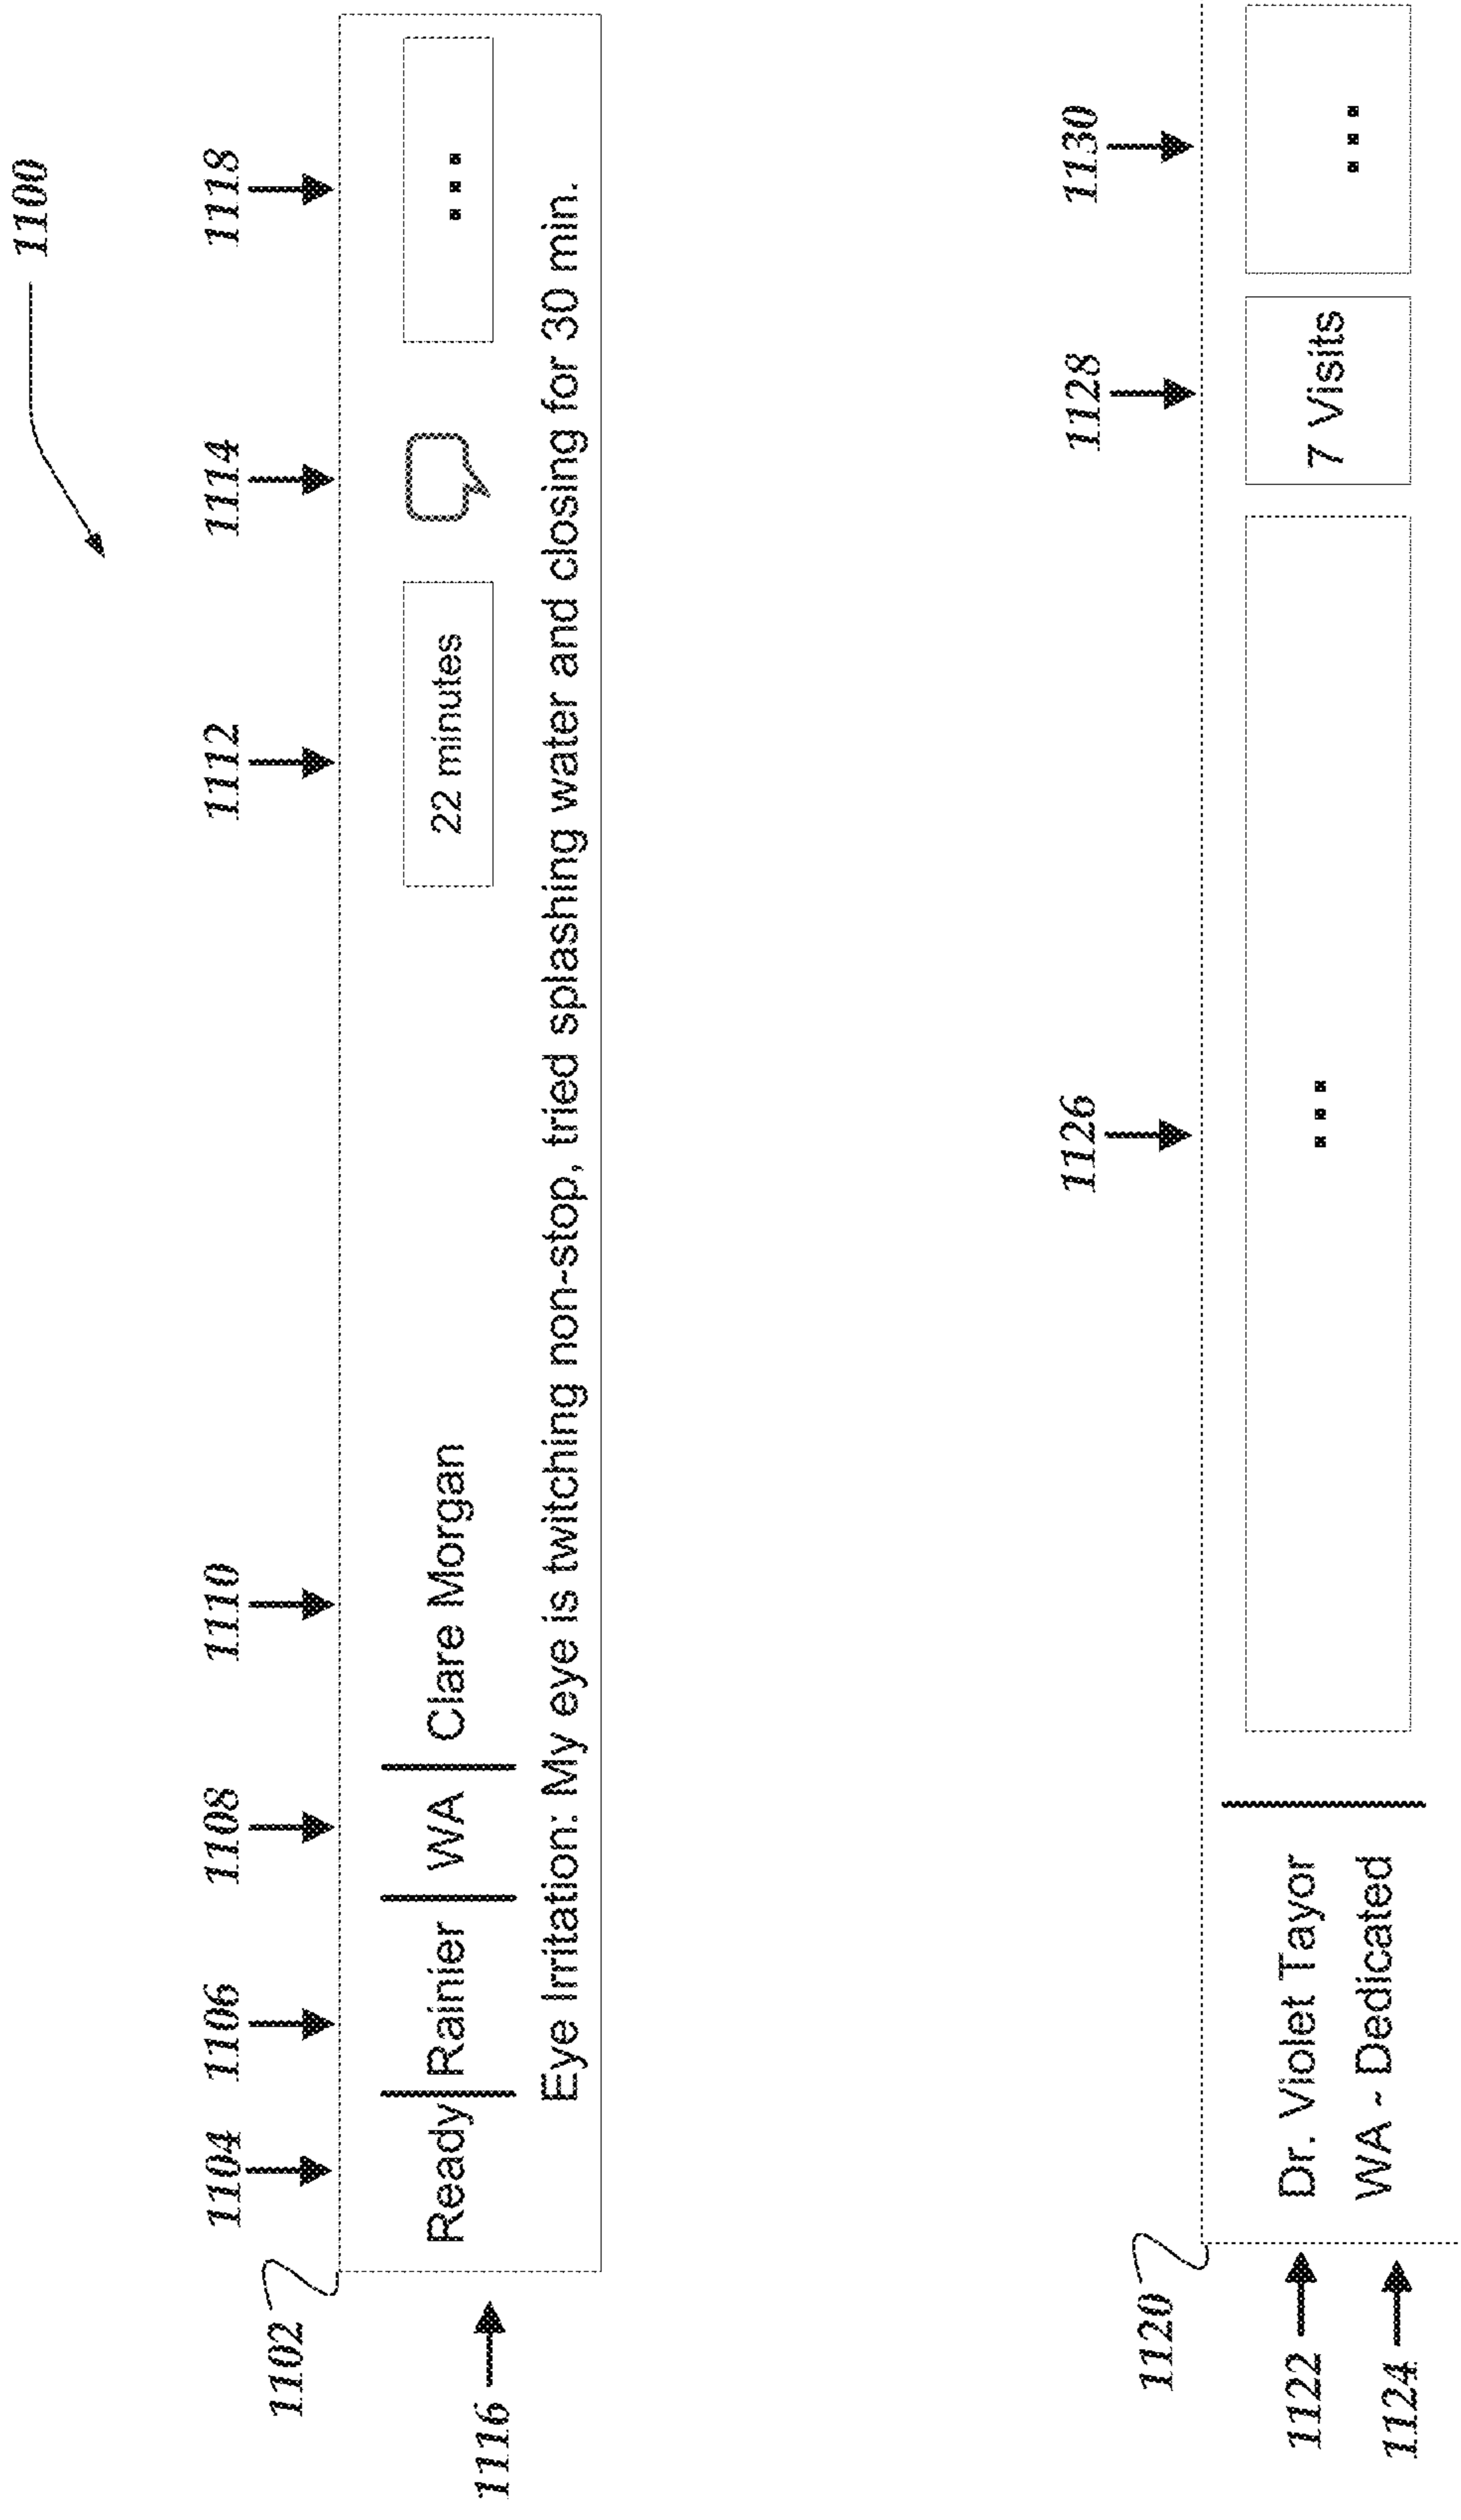 1100
1104 1106 1108 1110 1112 1114 1118
1102
Ready Rainier WA Clare Morgan 22 minutes ...
1116
Eye Irritation: My eye is twitching non-stop, tried splashing water and closing for 30 min.
1126 1128 1130
1120
1122
Dr. Violet Tayor ... 7 Visits ...
1124
WA - Dedicated